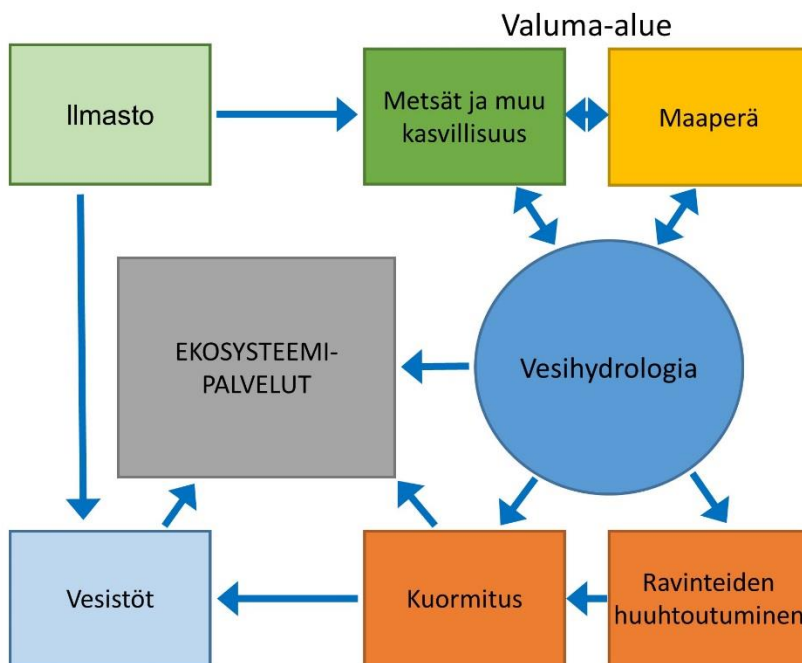 Valuma-alue
Ilmasto
Metsät ja muu
kasvillisuus
Maaperä
EKOSYSTEEMI-
PALVELUT
Vesihydrologia
Vesistöt
Kuormitus
Ravinteiden
huuhtoutuminen